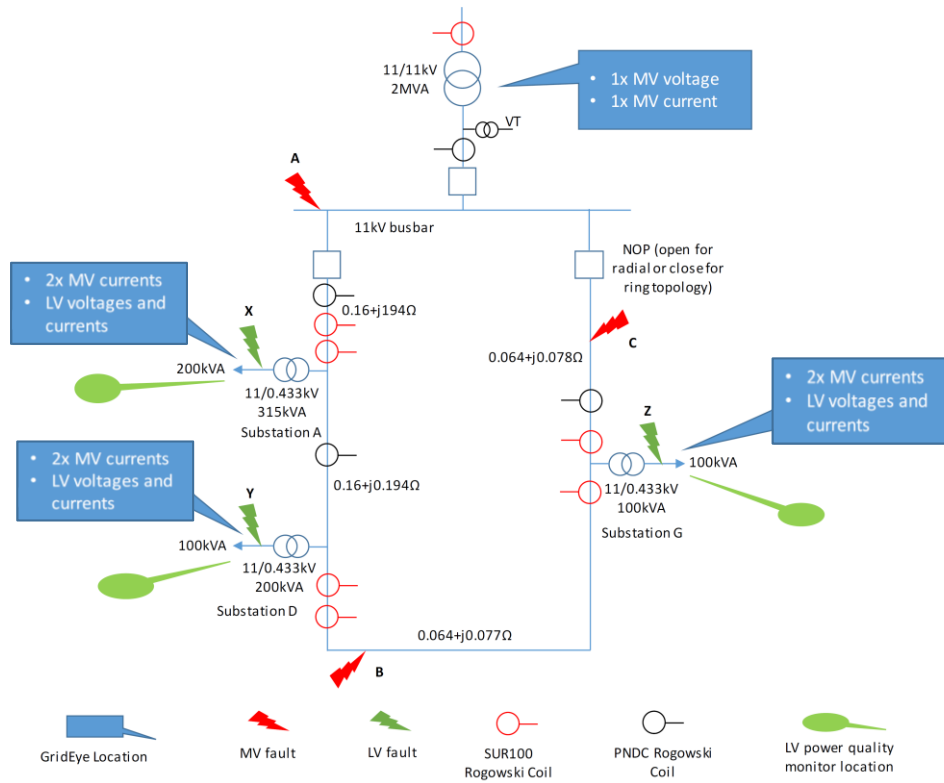 11/11kV
2MVA
• 1x MV voltage
• 1x MV current
VT
A
11kV busbar
NOP (open for
radial or close for
ring topology)
• 2x MV currents
• LV voltages and
currents
X
0.16+j194Ω
200kVA
11/0.433kV
315kVA
Substation A
C
0.064+j0.078Ω
• 2x MV currents
• LV voltages and
currents
Z
100kVA
11/0.433kV
100kVA
Substation G
• 2x MV currents
• LV voltages and
currents
Y
0.16+j0.194Ω
100kVA
11/0.433kV
200kVA
Substation D
0.064+j0.077Ω
B
GridEye Location
MV fault
LV fault
SUR100
Rogowski Coil
PNDC Rogowski
Coil
LV power quality
monitor location